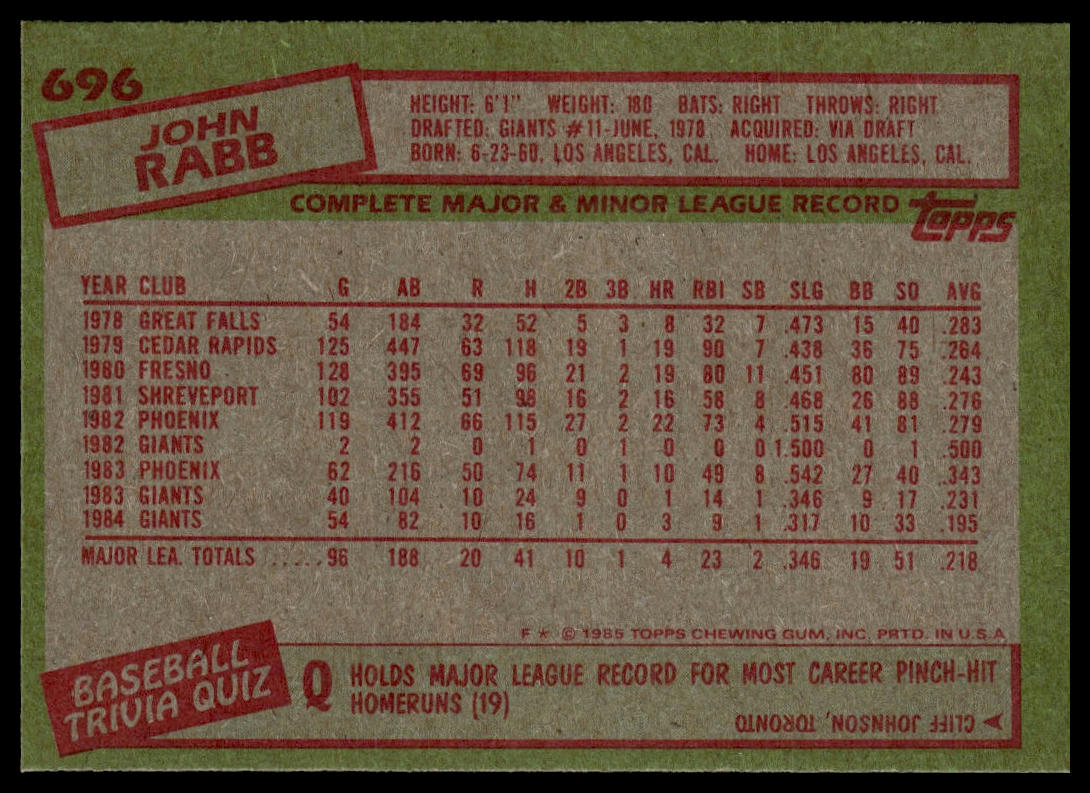 696
JOHN
RABB
HEIGHT: 6'1" WEIGHT: 180 BATS: RIGHT THROWS: RIGHT
DRAFTED: GIANTS #11-JUNE, 1978 ACQUIRED: VIA DRAFT
BORN: 6-23-60, LOS ANGELES, CAL. HOME: LOS ANGELES, CAL.
COMPLETE MAJOR & MINOR LEAGUE RECORD topps
YEAR CLUB G AB R H 2B 3B HR RBI SB SLG BB SO AVG
1978 GREAT FALLS 54 184 32 52 5 3 8 32 7 .473 15 40 .283
1979 CEDAR RAPIDS 125 447 63 118 19 1 19 90 7 .438 36 75 .264
1980 FRESNO 128 395 69 96 21 2 19 80 11 .451 80 89 .243
1981 SHREVEPORT 102 355 51 98 16 2 16 58 8 .468 26 88 .276
1982 PHOENIX 119 412 66 115 27 2 22 73 4 .515 41 81 .279
1982 GIANTS 2 2 0 1 0 1 0 0 0 1.500 0 1 .500
1983 PHOENIX 62 216 50 74 11 1 10 49 8 .542 27 40 .343
1983 GIANTS 40 104 10 24 9 0 1 14 1 .346 9 17 .231
1984 GIANTS 54 82 10 16 1 0 3 9 1 .317 10 33 .195
MAJOR LEA. TOTALS .....96 188 20 41 10 1 4 23 2 .346 19 51 .218
F * © 1985 TOPPS CHEWING GUM, INC. PRTD. IN U.S.A.
BASEBALL
TRIVIA QUIZ
Q HOLDS MAJOR LEAGUE RECORD FOR MOST CAREER PINCH-HIT
HOMERUNS (19)
A CLIFF JOHNSON, TORONTO